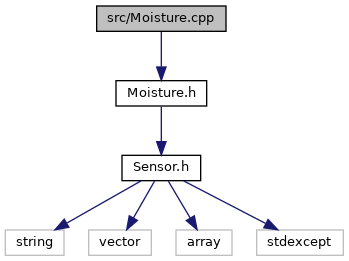 src/Moisture.cpp
Moisture.h
Sensor.h
string
vector
array
stdexcept